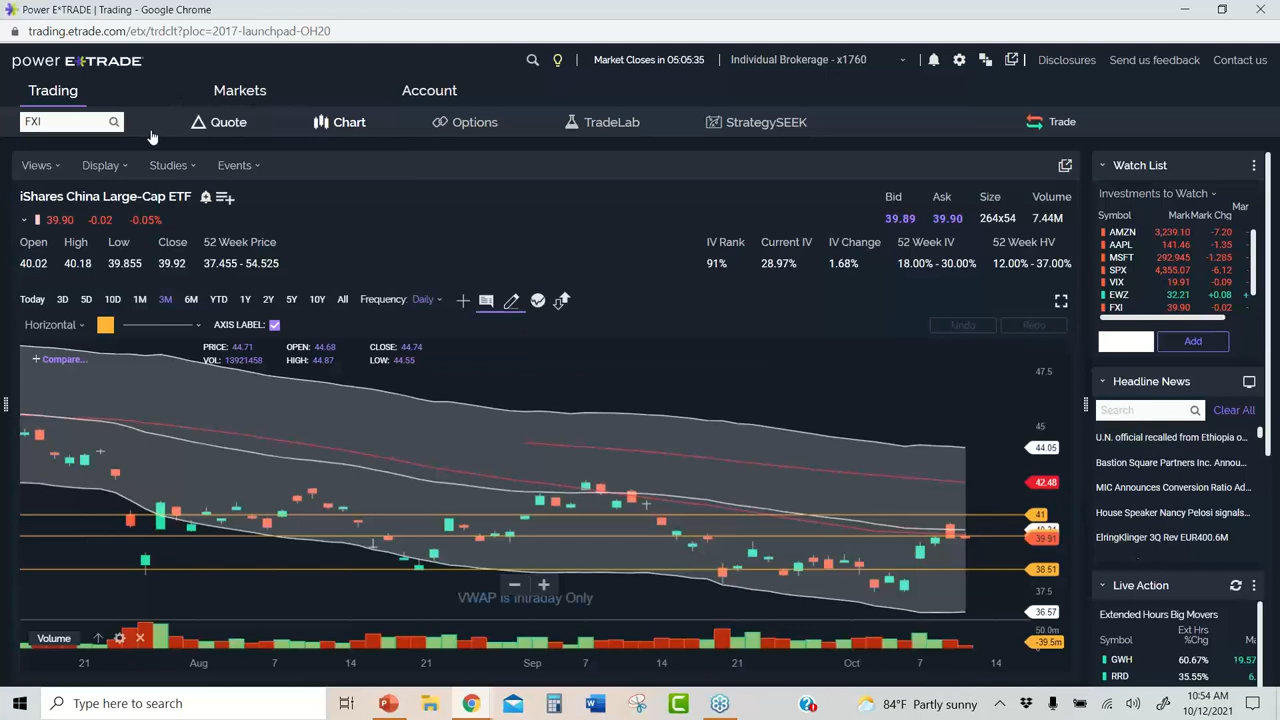 Power E*TRADE | Trading - Google Chrome
trading.etrade.com/etx/trdclt?ploc=2017-launchpad-OH20
power E*TRADE
Market Closes in 05:05:35
Individual Brokerage - x1760
Disclosures
Send us feedback
Contact us
Trading
Markets
Account
FXI
Quote
Chart
Options
TradeLab
StrategySEEK
Trade
Views
Display
Studies
Events
iShares China Large-Cap ETF
Bid Ask Size Volume
39.90 -0.02 -0.05%
39.89 39.90 264x54 7.44M
Open High Low Close 52 Week Price
IV Rank Current IV IV Change 52 Week IV 52 Week HV
40.02 40.18 39.855 39.92 37.455 - 54.525
91% 28.97% 1.68% 18.00% - 30.00% 12.00% - 37.00%
Today 3D 5D 10D 1M 3M 6M YTD 1Y 2Y 5Y 10Y All Frequency: Daily
Horizontal
AXIS LABEL:
Undo
Redo
PRICE: 44.71 OPEN: 44.68 CLOSE: 44.74
VOL: 13921458 HIGH: 44.87 LOW: 44.55
+ Compare...
47.5
45
44.05
42.48
41
39.91
38.51
37.5
36.57
VWAP is Intraday Only
50.0m
-39.5m
Volume
21 Aug 7 14 21 Sep 7 14 21 Oct 7 14
Watch List
Investments to Watch
Symbol Mark Mark Chg Mar
AMZN 3,239.10 -7.20
AAPL 141.46 -1.35
MSFT 292.945 -1.285
SPX 4,355.07 -6.12
VIX 19.91 -0.09
EWZ 32.21 +0.08
FXI 39.90 -0.02
Add
Headline News
Search
Clear All
U.N. official recalled from Ethiopia o...
Bastion Square Partners Inc. Annou...
MIC Announces Conversion Ratio Ad...
House Speaker Nancy Pelosi signals...
ElringKlinger 3Q Rev EUR400.6M
Live Action
Extended Hours Big Movers
Symbol Ext Hrs %Chg
GWH 60.67% 19.57
RRD 35.55% 6.
Type here to search
84°F Partly sunny
10:54 AM
10/12/2021